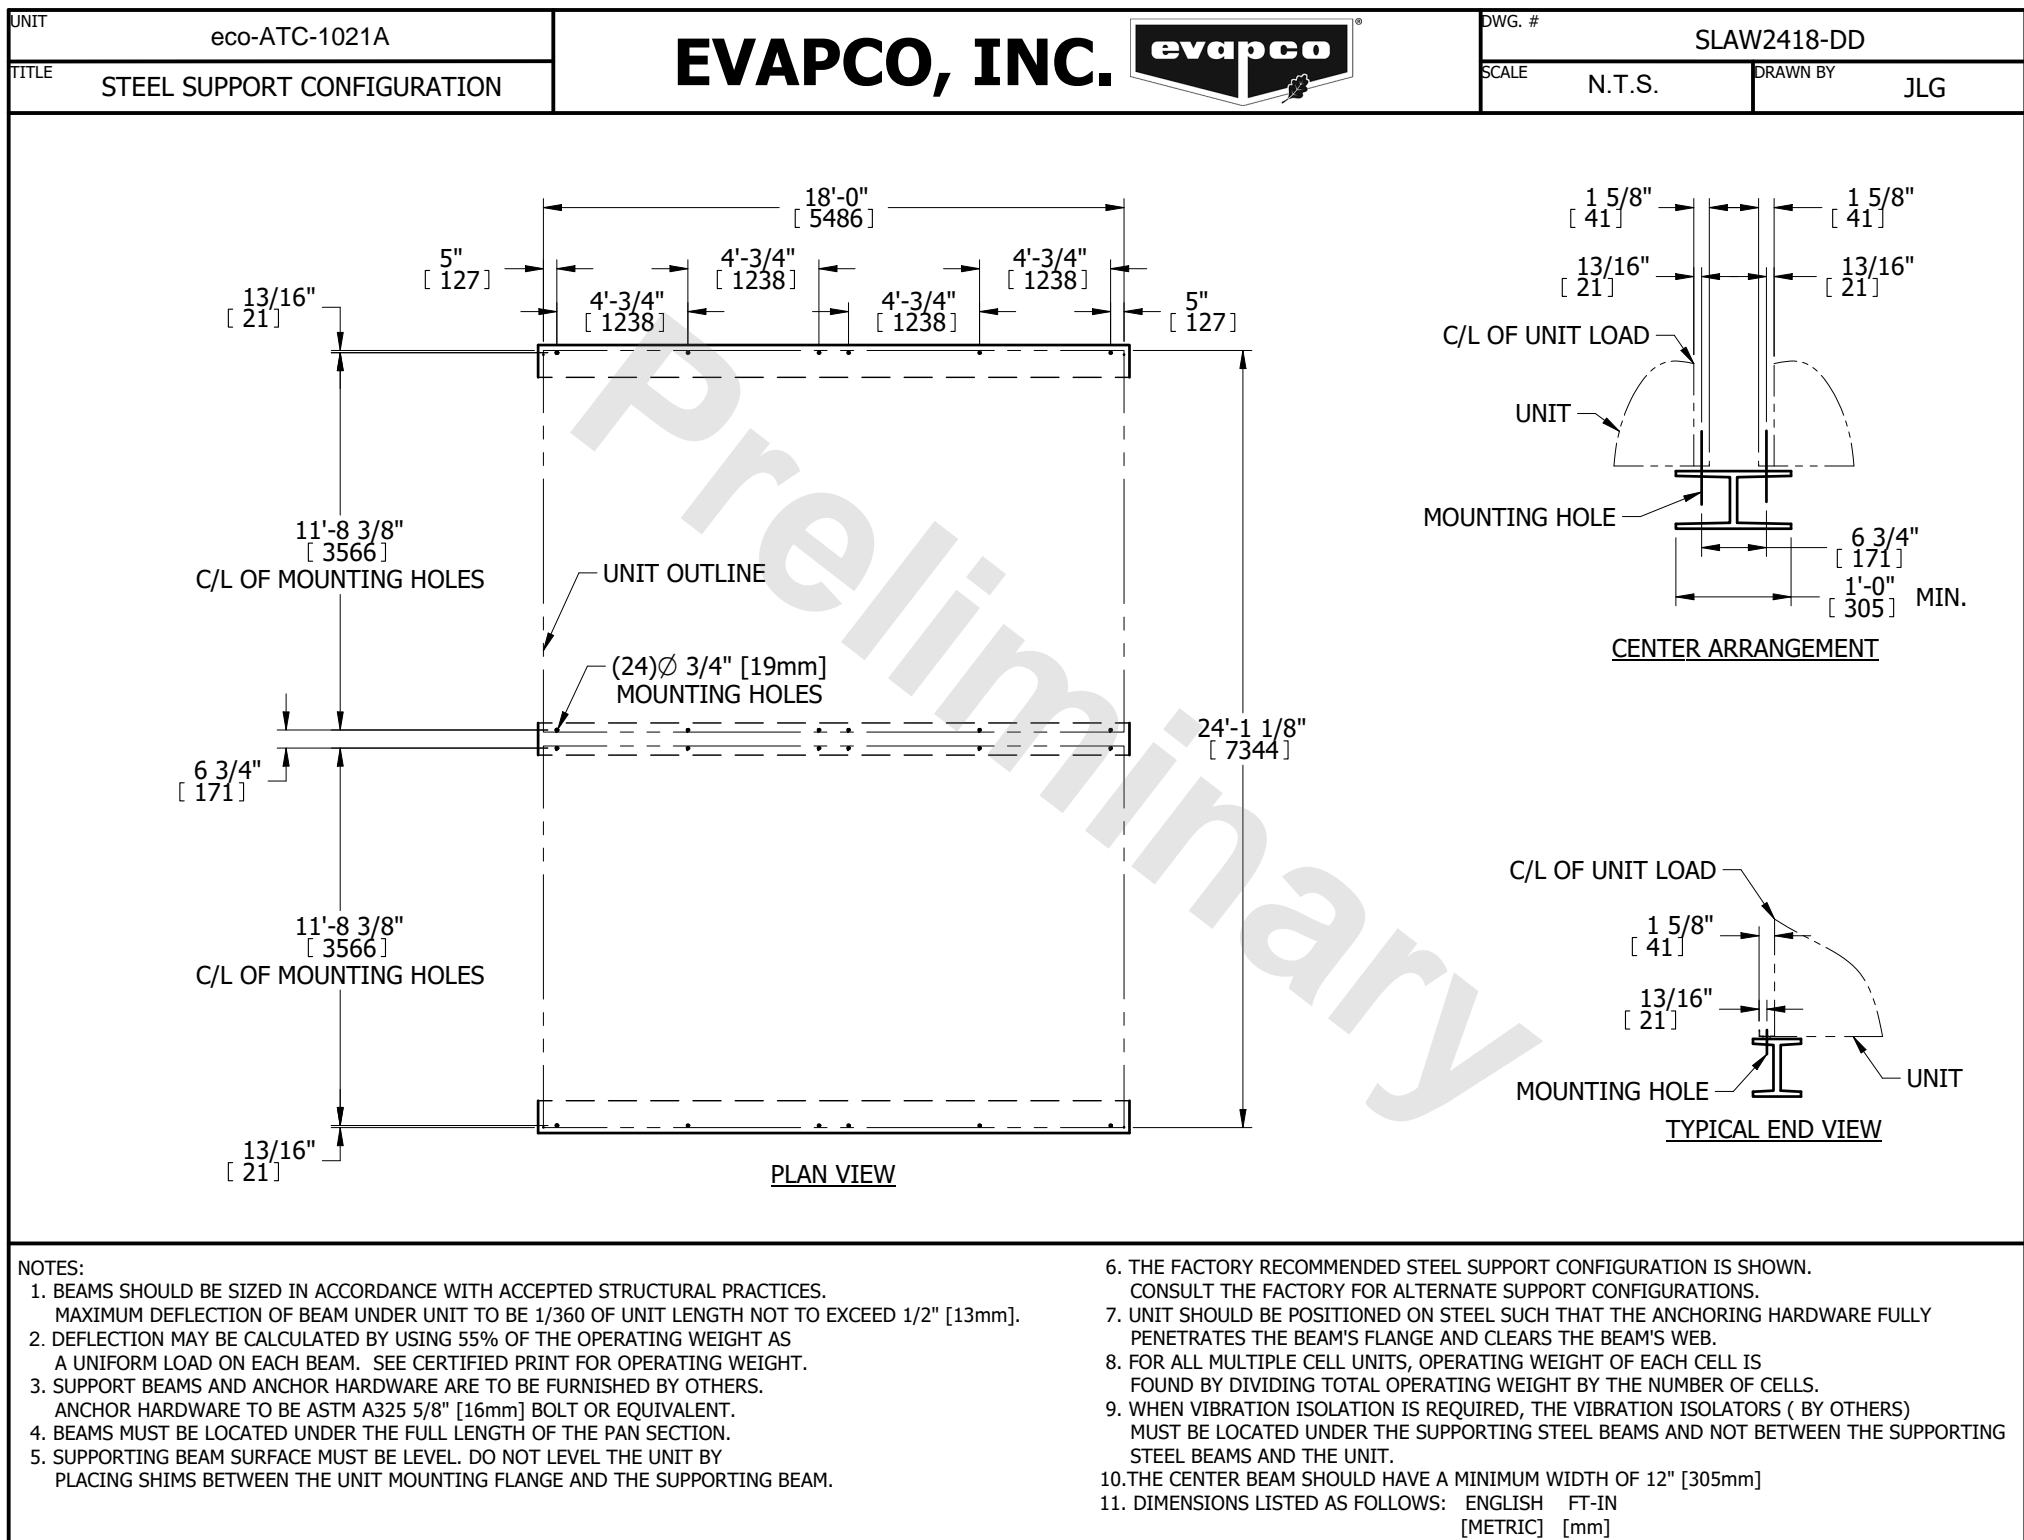 UNIT
eco-ATC-1021A
TITLE
STEEL SUPPORT CONFIGURATION
EVAPCO, INC.
evapco
®
DWG. #
SLAW2418-DD
SCALE
N.T.S.
DRAWN BY
JLG
18'-0"
[ 5486]
5"
[ 127]
4'-3/4"
[ 1238]
4'-3/4"
[ 1238]
13/16"
[ 21]
4'-3/4"
[ 1238]
4'-3/4"
[ 1238]
5"
[ 127]
11'-8 3/8"
[ 3566]
C/L OF MOUNTING HOLES
UNIT OUTLINE
(24)Ø 3/4" [19mm]
MOUNTING HOLES
6 3/4"
[ 171]
24'-1 1/8"
[ 7344]
11'-8 3/8"
[ 3566]
C/L OF MOUNTING HOLES
13/16"
[ 21]
PLAN VIEW
Preliminary
1 5/8"
[ 41]
1 5/8"
[ 41]
13/16"
[ 21]
13/16"
[ 21]
C/L OF UNIT LOAD
UNIT
MOUNTING HOLE
6 3/4"
[ 171]
1'-0"
[ 305]
MIN.
CENTER ARRANGEMENT
C/L OF UNIT LOAD
1 5/8"
[ 41]
13/16"
[ 21]
MOUNTING HOLE
UNIT
TYPICAL END VIEW
NOTES:
1. BEAMS SHOULD BE SIZED IN ACCORDANCE WITH ACCEPTED STRUCTURAL PRACTICES.
MAXIMUM DEFLECTION OF BEAM UNDER UNIT TO BE 1/360 OF UNIT LENGTH NOT TO EXCEED 1/2" [13mm].
2. DEFLECTION MAY BE CALCULATED BY USING 55% OF THE OPERATING WEIGHT AS
A UNIFORM LOAD ON EACH BEAM. SEE CERTIFIED PRINT FOR OPERATING WEIGHT.
3. SUPPORT BEAMS AND ANCHOR HARDWARE ARE TO BE FURNISHED BY OTHERS.
ANCHOR HARDWARE TO BE ASTM A325 5/8" [16mm] BOLT OR EQUIVALENT.
4. BEAMS MUST BE LOCATED UNDER THE FULL LENGTH OF THE PAN SECTION.
5. SUPPORTING BEAM SURFACE MUST BE LEVEL. DO NOT LEVEL THE UNIT BY
PLACING SHIMS BETWEEN THE UNIT MOUNTING FLANGE AND THE SUPPORTING BEAM.
6. THE FACTORY RECOMMENDED STEEL SUPPORT CONFIGURATION IS SHOWN.
CONSULT THE FACTORY FOR ALTERNATE SUPPORT CONFIGURATIONS.
7. UNIT SHOULD BE POSITIONED ON STEEL SUCH THAT THE ANCHORING HARDWARE FULLY
PENETRATES THE BEAM'S FLANGE AND CLEARS THE BEAM'S WEB.
8. FOR ALL MULTIPLE CELL UNITS, OPERATING WEIGHT OF EACH CELL IS
FOUND BY DIVIDING TOTAL OPERATING WEIGHT BY THE NUMBER OF CELLS.
9. WHEN VIBRATION ISOLATION IS REQUIRED, THE VIBRATION ISOLATORS ( BY OTHERS)
MUST BE LOCATED UNDER THE SUPPORTING STEEL BEAMS AND NOT BETWEEN THE SUPPORTING
STEEL BEAMS AND THE UNIT.
10.THE CENTER BEAM SHOULD HAVE A MINIMUM WIDTH OF 12" [305mm]
11. DIMENSIONS LISTED AS FOLLOWS: ENGLISH FT-IN
[METRIC] [mm]